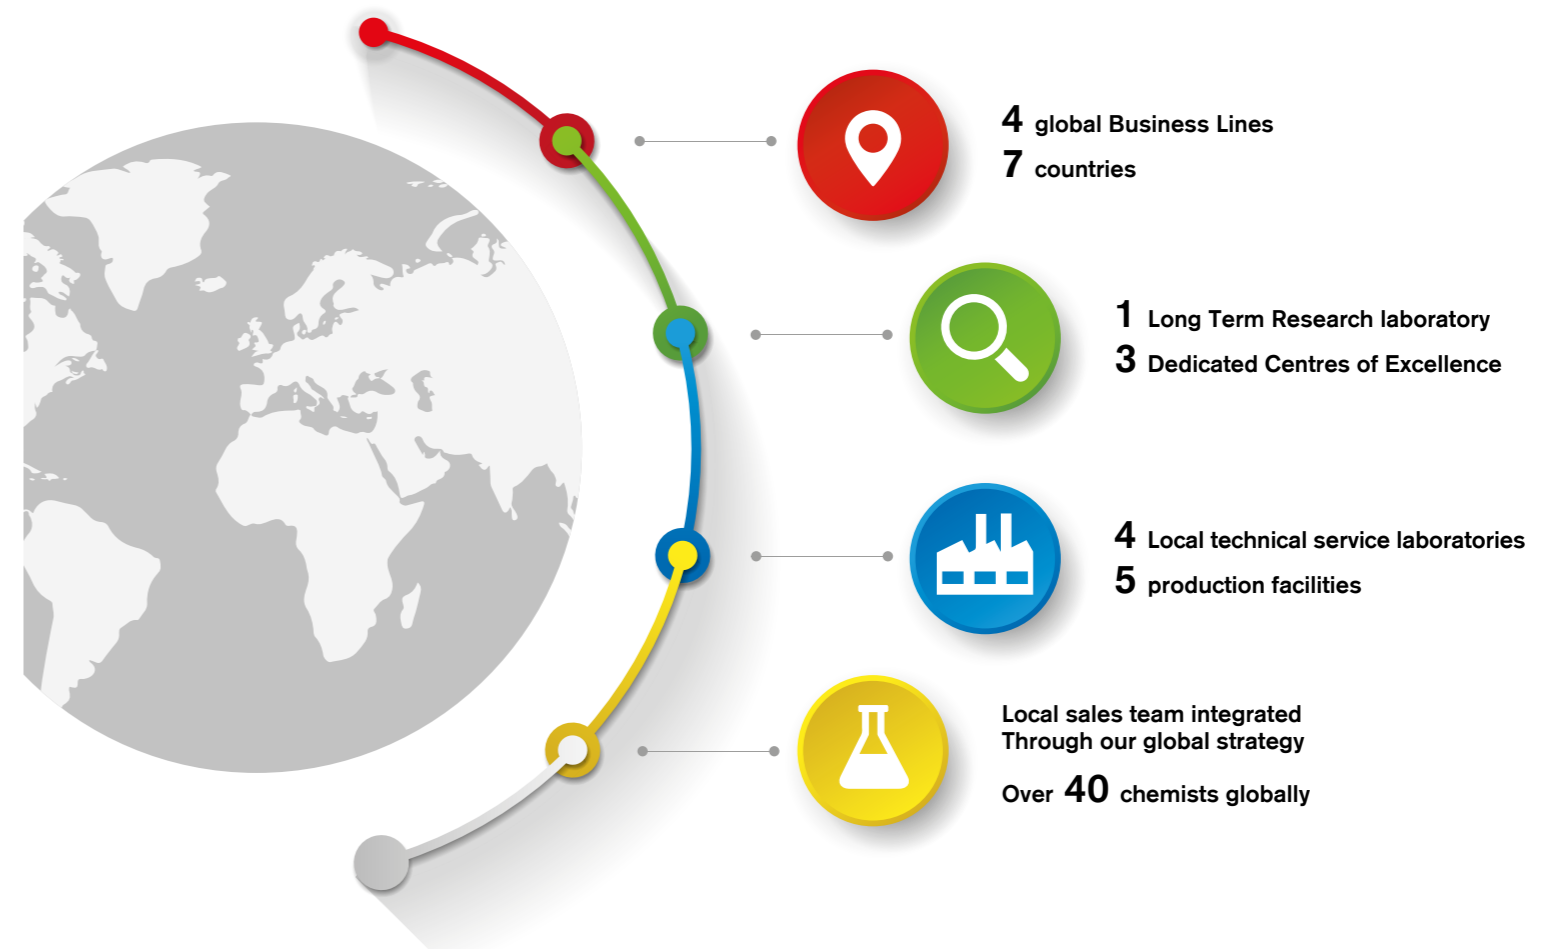 4 global Business Lines
7 countries
1 Long Term Research laboratory
3 Dedicated Centres of Excellence
4 Local technical service laboratories
5 production facilities
Local sales team integrated
Through our global strategy
Over 40 chemists globally